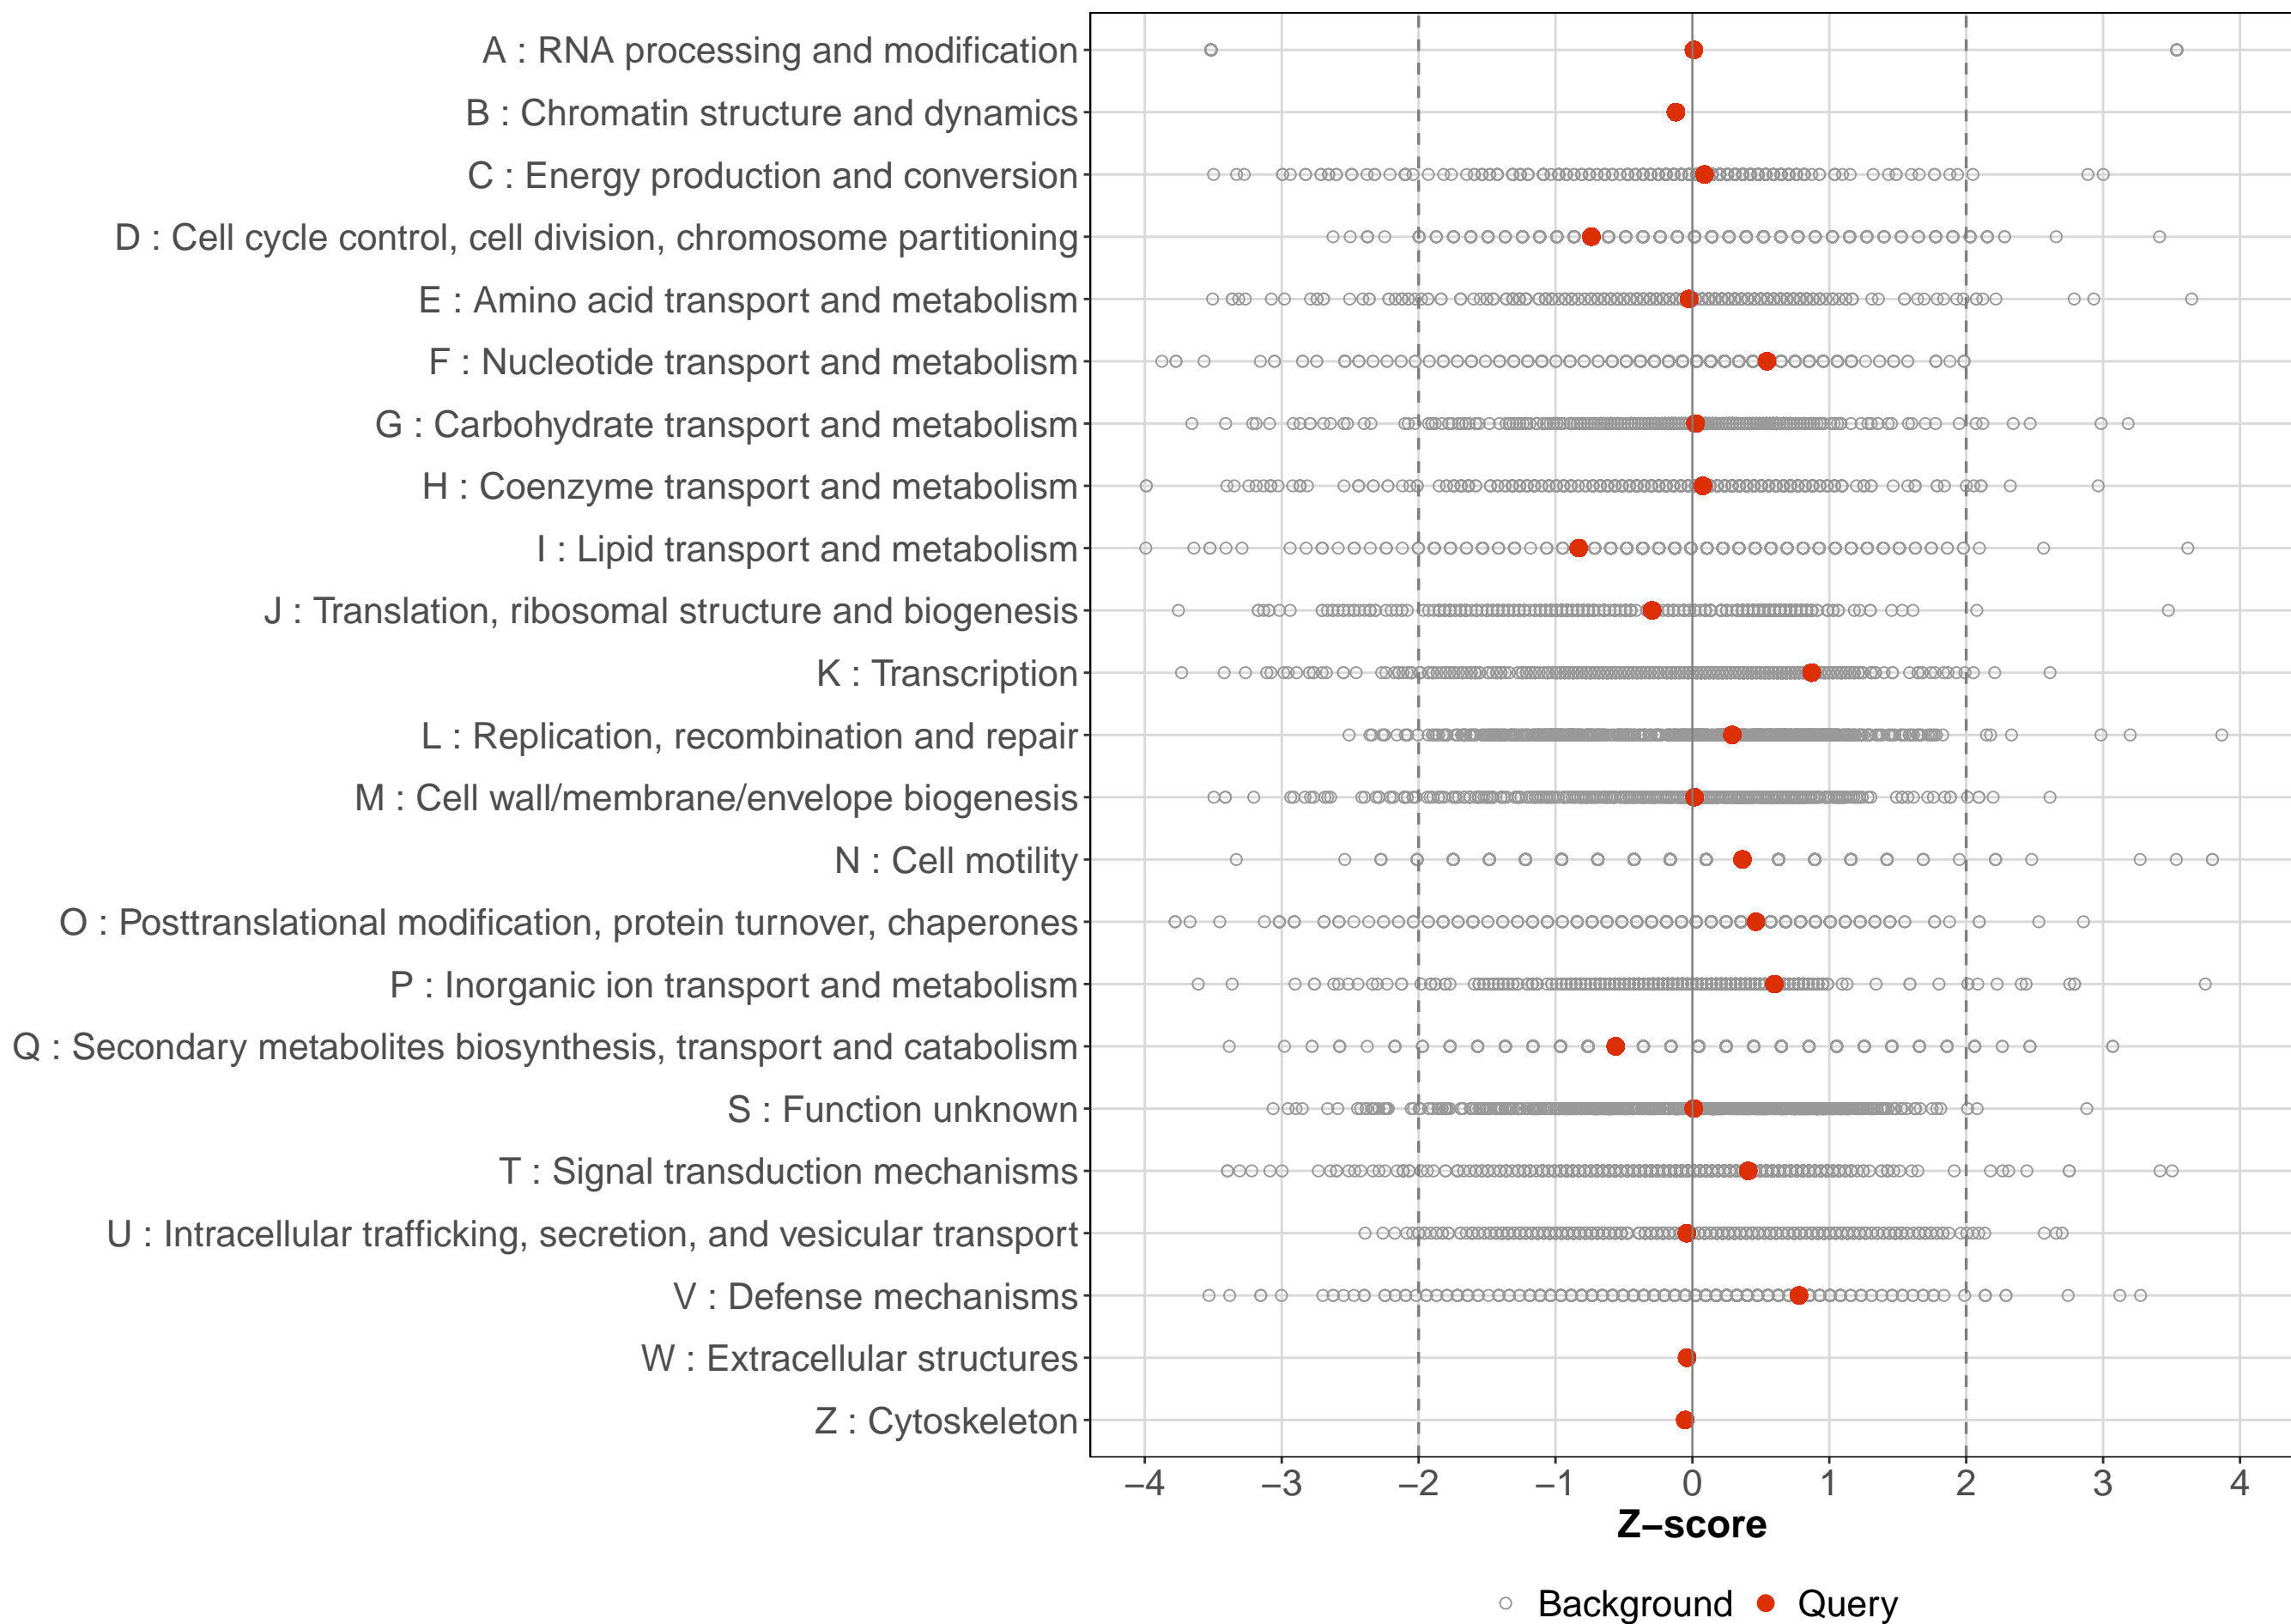 A : RNA processing and modification
B : Chromatin structure and dynamics
C : Energy production and conversion
D : Cell cycle control, cell division, chromosome partitioning
E : Amino acid transport and metabolism
F : Nucleotide transport and metabolism
G : Carbohydrate transport and metabolism
H : Coenzyme transport and metabolism
I : Lipid transport and metabolism
J : Translation, ribosomal structure and biogenesis
K : Transcription
L : Replication, recombination and repair
M : Cell wall/membrane/envelope biogenesis
N : Cell motility
O : Posttranslational modification, protein turnover, chaperones
P : Inorganic ion transport and metabolism
Q : Secondary metabolites biosynthesis, transport and catabolism
S : Function unknown
T : Signal transduction mechanisms
U : Intracellular trafficking, secretion, and vesicular transport
V : Defense mechanisms
W : Extracellular structures
Z : Cytoskeleton
−4 −3 −2 −1 0 1 2 3 4
Z−score
Background Query